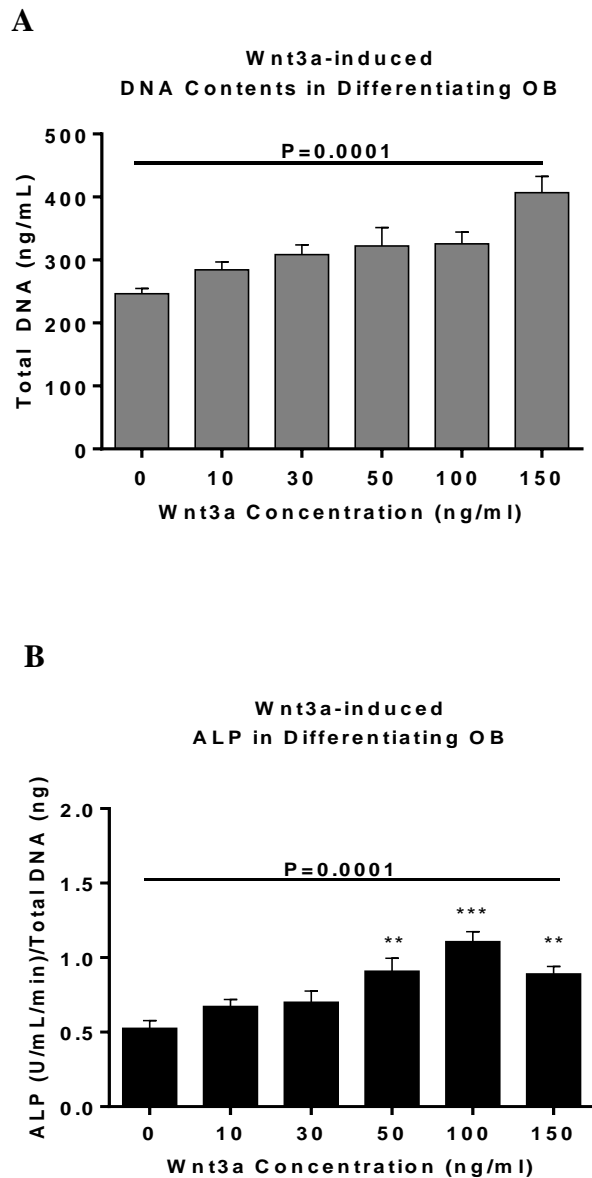 A
Wnt3a-induced
DNA Contents in Differentiating OB
500
400
300
200
100
0
Total DNA (ng/mL)
P=0.0001
0 10 30 50 100 150
Wnt3a Concentration (ng/ml)
B
Wnt3a-induced
ALP in Differentiating OB
2.0
1.5
1.0
0.5
0.0
ALP (U/mL/min)/Total DNA (ng)
P=0.0001
** *** **
0 10 30 50 100 150
Wnt3a Concentration (ng/ml)